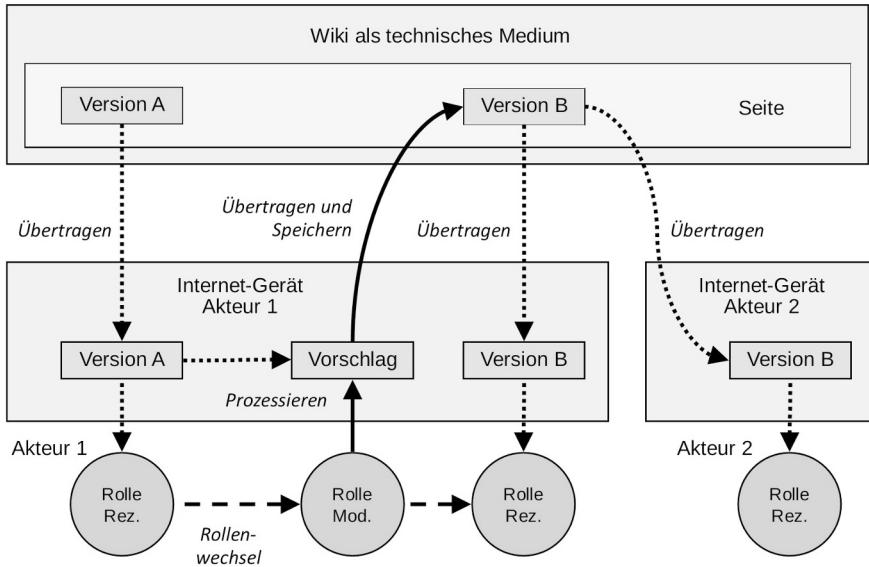 Wiki als technisches Medium
Version A
Version B
Seite
Übertragen
Übertragen und
Speichern
Übertragen
Übertragen
Internet-Gerät
Akteur 1
Internet-Gerät
Akteur 2
Version A
Vorschlag
Version B
Version B
Prozessieren
Akteur 1
Akteur 2
Rolle
Rez.
Rolle
Mod.
Rolle
Rez.
Rolle
Rez.
Rollen-
wechsel